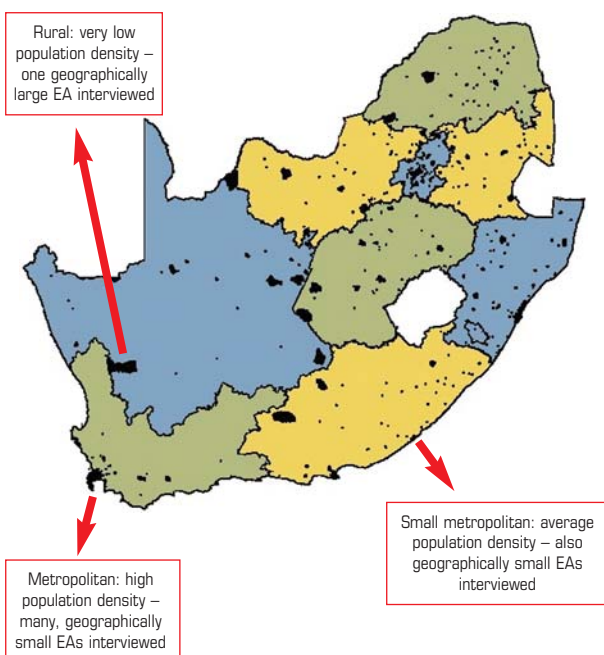 Rural: very low
population density –
one geographically
large EA interviewed
Small metropolitan: average
population density – also
geographically small EAs
interviewed
Metropolitan: high
population density –
many, geographically
small EAs interviewed